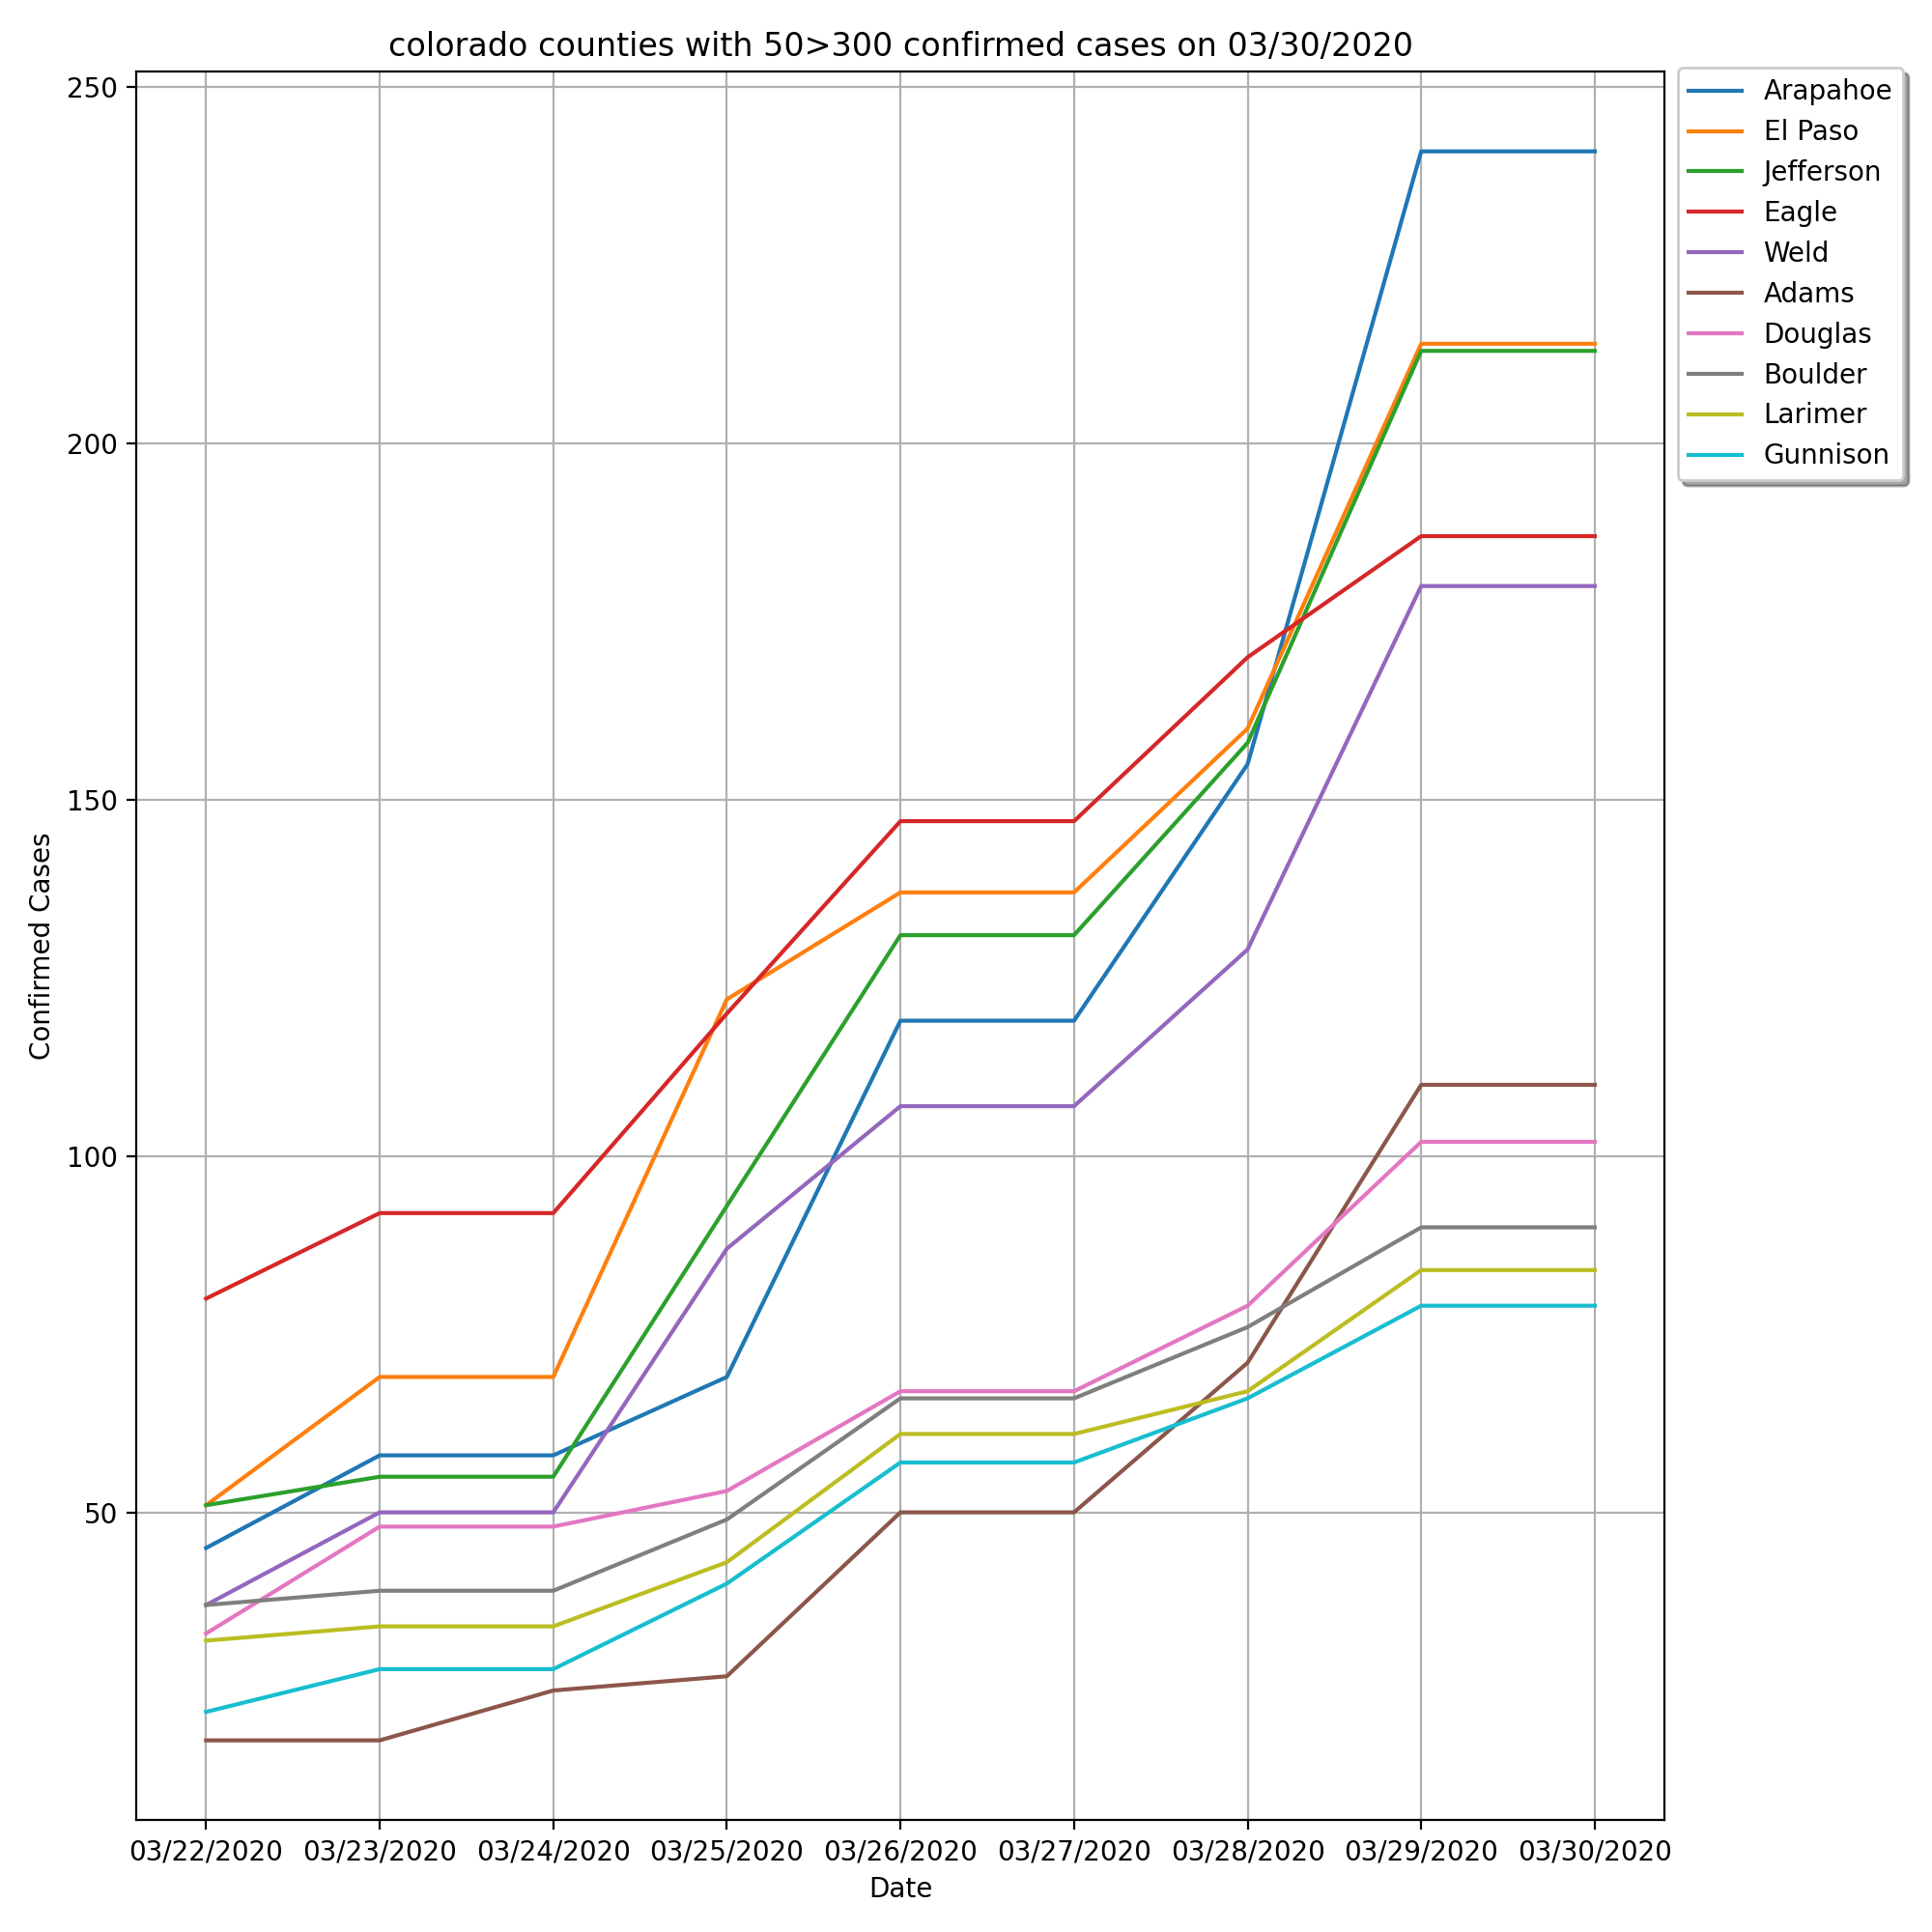 colorado counties with 50>300 confirmed cases on 03/30/2020
250
200
150
100
50
Confirmed Cases
03/22/2020 03/23/2020 03/24/2020 03/25/2020 03/26/2020 03/27/2020 03/28/2020 03/29/2020 03/30/2020
Date
Arapahoe
El Paso
Jefferson
Eagle
Weld
Adams
Douglas
Boulder
Larimer
Gunnison